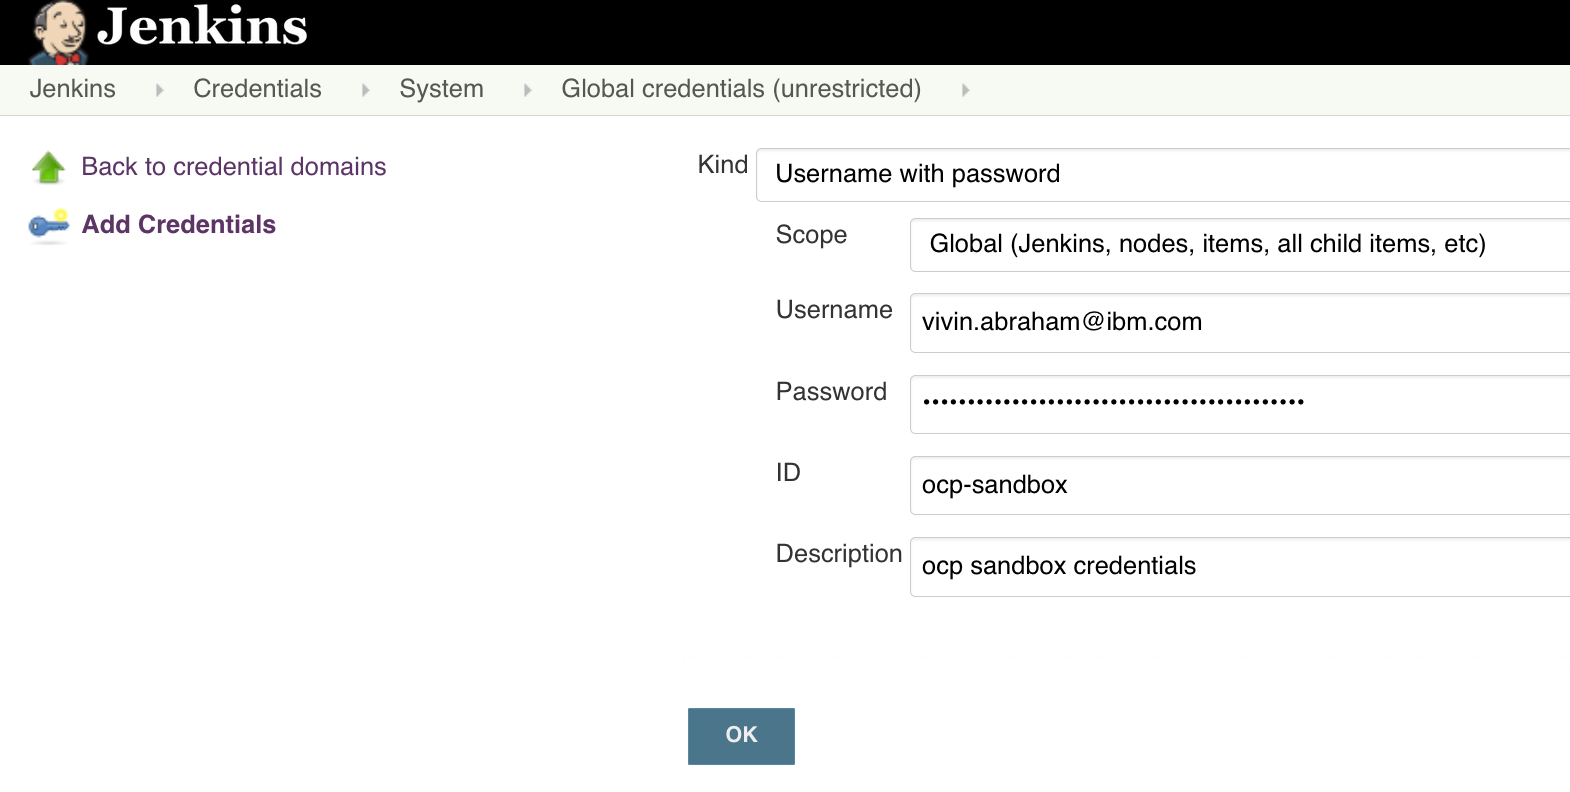 Jenkins
Jenkins Credentials System Global credentials (unrestricted)
Back to credential domains
Add Credentials
Kind Username with password
Scope Global (Jenkins, nodes, items, all child items, etc)
Username vivin.abraham@ibm.com
Password •••••••••••••••••••••••••••••••••••••••••••
ID ocp-sandbox
Description ocp sandbox credentials
OK